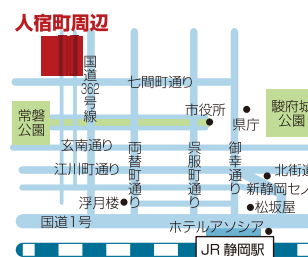 人宿町周辺
国道362号線
七間町通り
常磐
公園
市役所
県庁
駿府城
公園
玄南通り
江川町通り
両替町通り
呉服町通り
御幸通り
北街道
新静岡セノ
浮月楼
松坂屋
国道1号
ホテルアソシア
JR 静岡駅